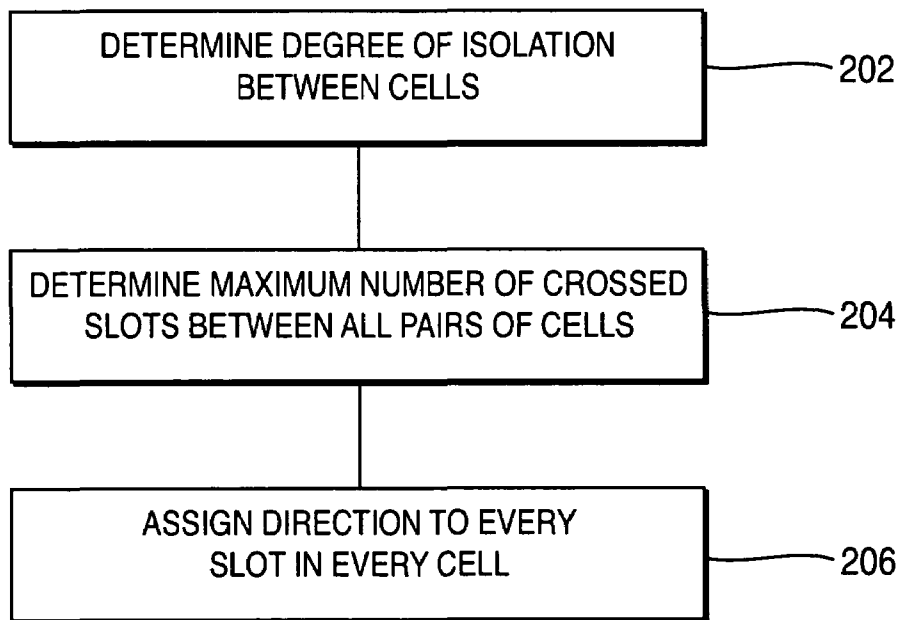 DETERMINE DEGREE OF ISOLATION
BETWEEN CELLS
202
DETERMINE MAXIMUM NUMBER OF CROSSED
SLOTS BETWEEN ALL PAIRS OF CELLS
204
ASSIGN DIRECTION TO EVERY
SLOT IN EVERY CELL
206